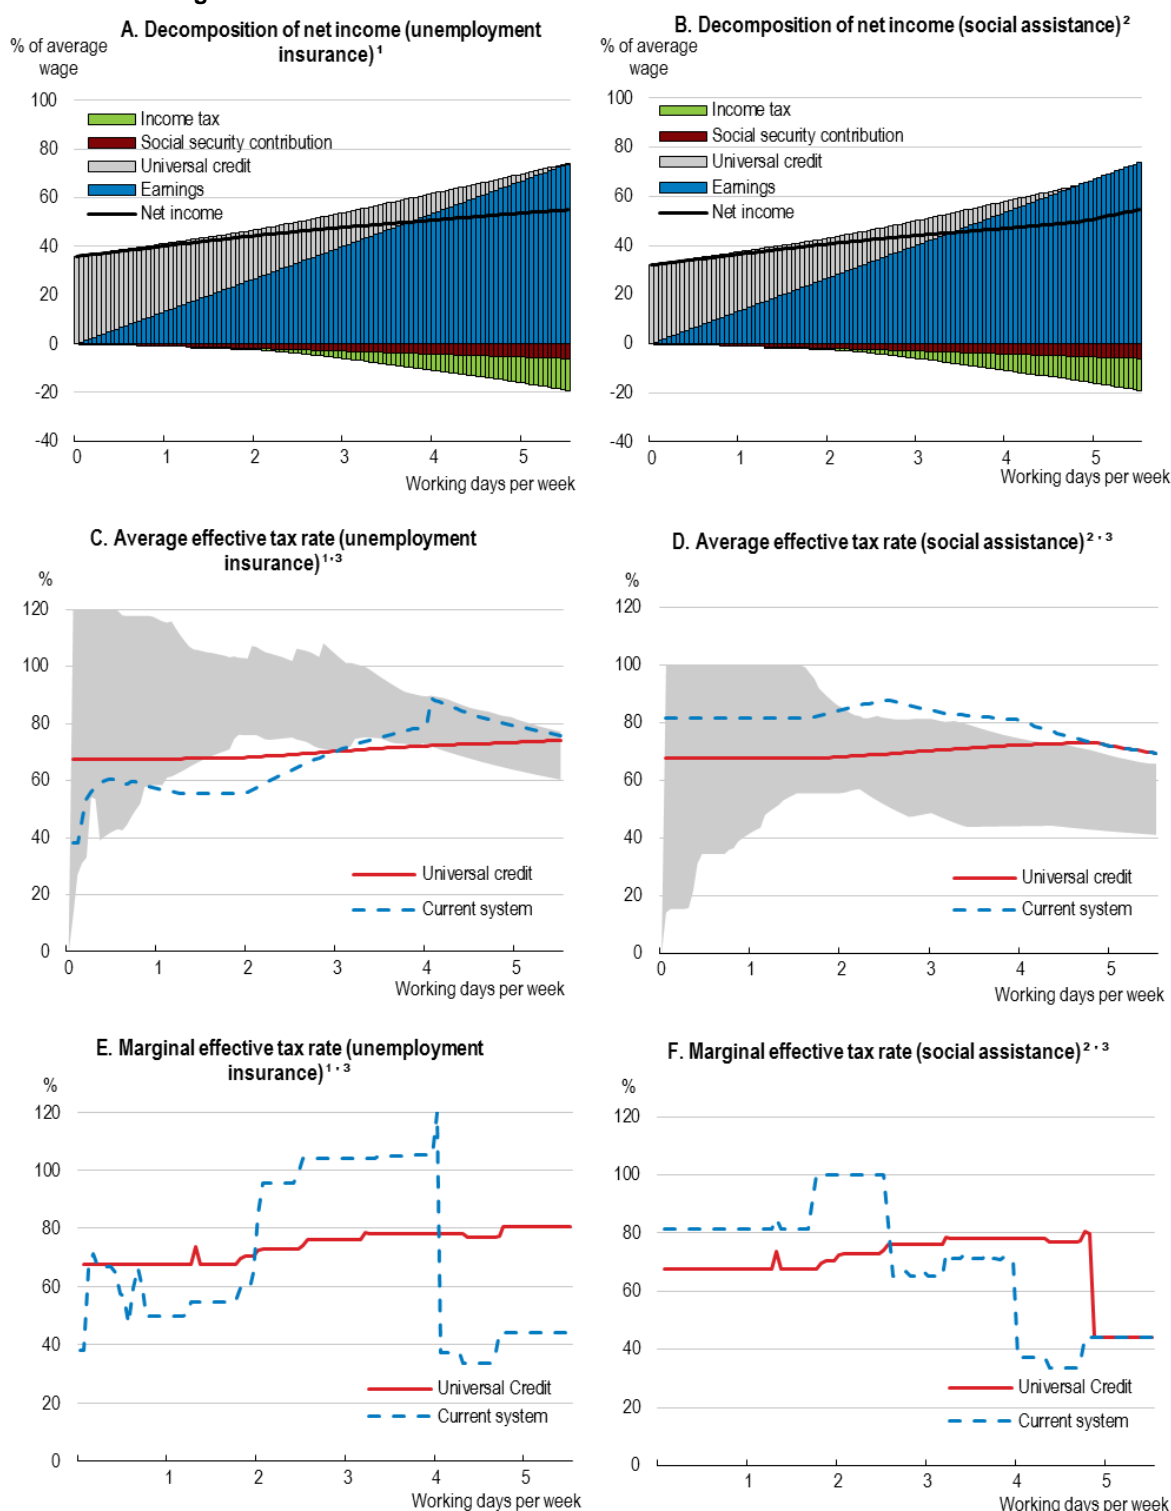 A. Decomposition of net income (unemployment
insurance)¹
% of average
wage
100
80
60
40
20
0
-20
-40
Income tax
Social security contribution
Universal credit
Earnings
Net income
0 1 2 3 4 5
Working days per week
B. Decomposition of net income (social assistance)²
% of average
wage
100
80
60
40
20
0
-20
-40
Income tax
Social security contribution
Universal credit
Earnings
Net income
0 1 2 3 4 5
Working days per week
C. Average effective tax rate (unemployment
insurance)¹˒³
%
120
100
80
60
40
20
0
Universal credit
Current system
0 1 2 3 4 5
Working days per week
D. Average effective tax rate (social assistance)²˒³
%
120
100
80
60
40
20
0
Universal credit
Current system
0 1 2 3 4 5
Working days per week
E. Marginal effective tax rate (unemployment
insurance)¹˒³
%
120
100
80
60
40
20
0
Universal Credit
Current system
1 2 3 4 5
Working days per week
F. Marginal effective tax rate (social assistance)²˒³
%
120
100
80
60
40
20
0
Universal Credit
Current system
1 2 3 4 5
Working days per week